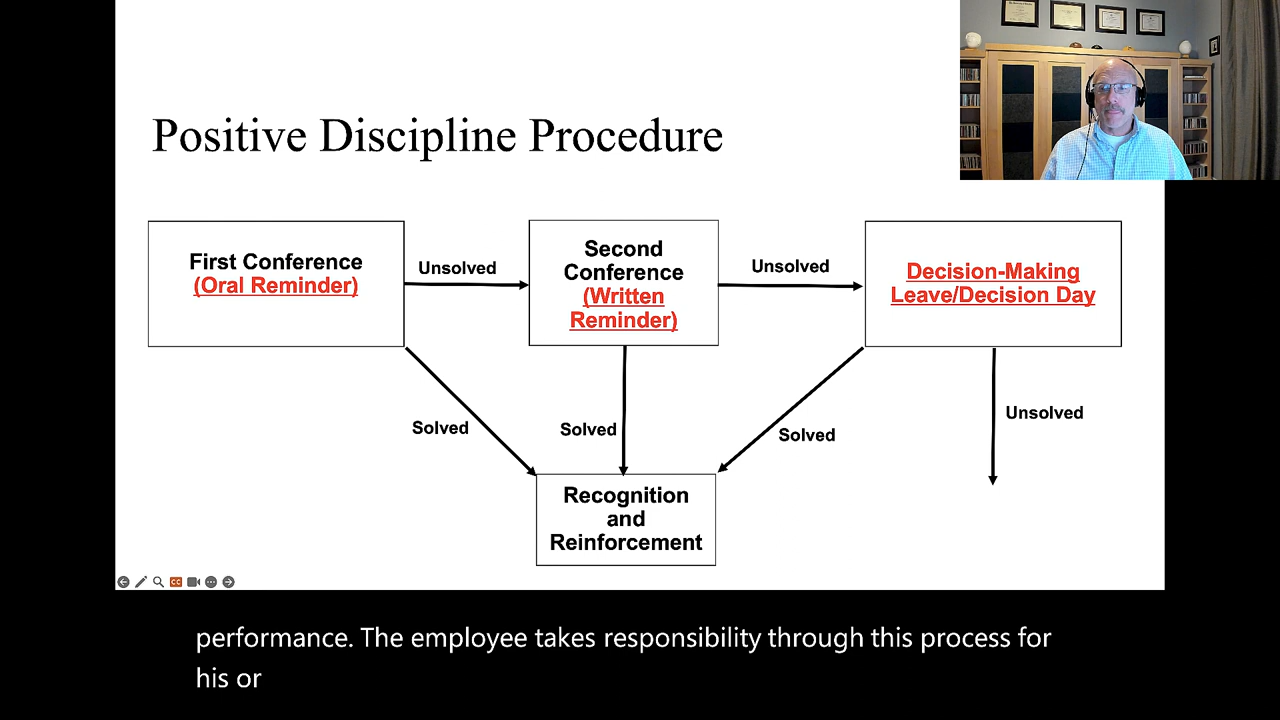 Positive Discipline Procedure
First Conference
(Oral Reminder)
Unsolved
Second
Conference
(Written
Reminder)
Unsolved
Decision-Making
Leave/Decision Day
Solved
Solved
Solved
Unsolved
Recognition
and
Reinforcement
CC
performance. The employee takes responsibility through this process for
his or